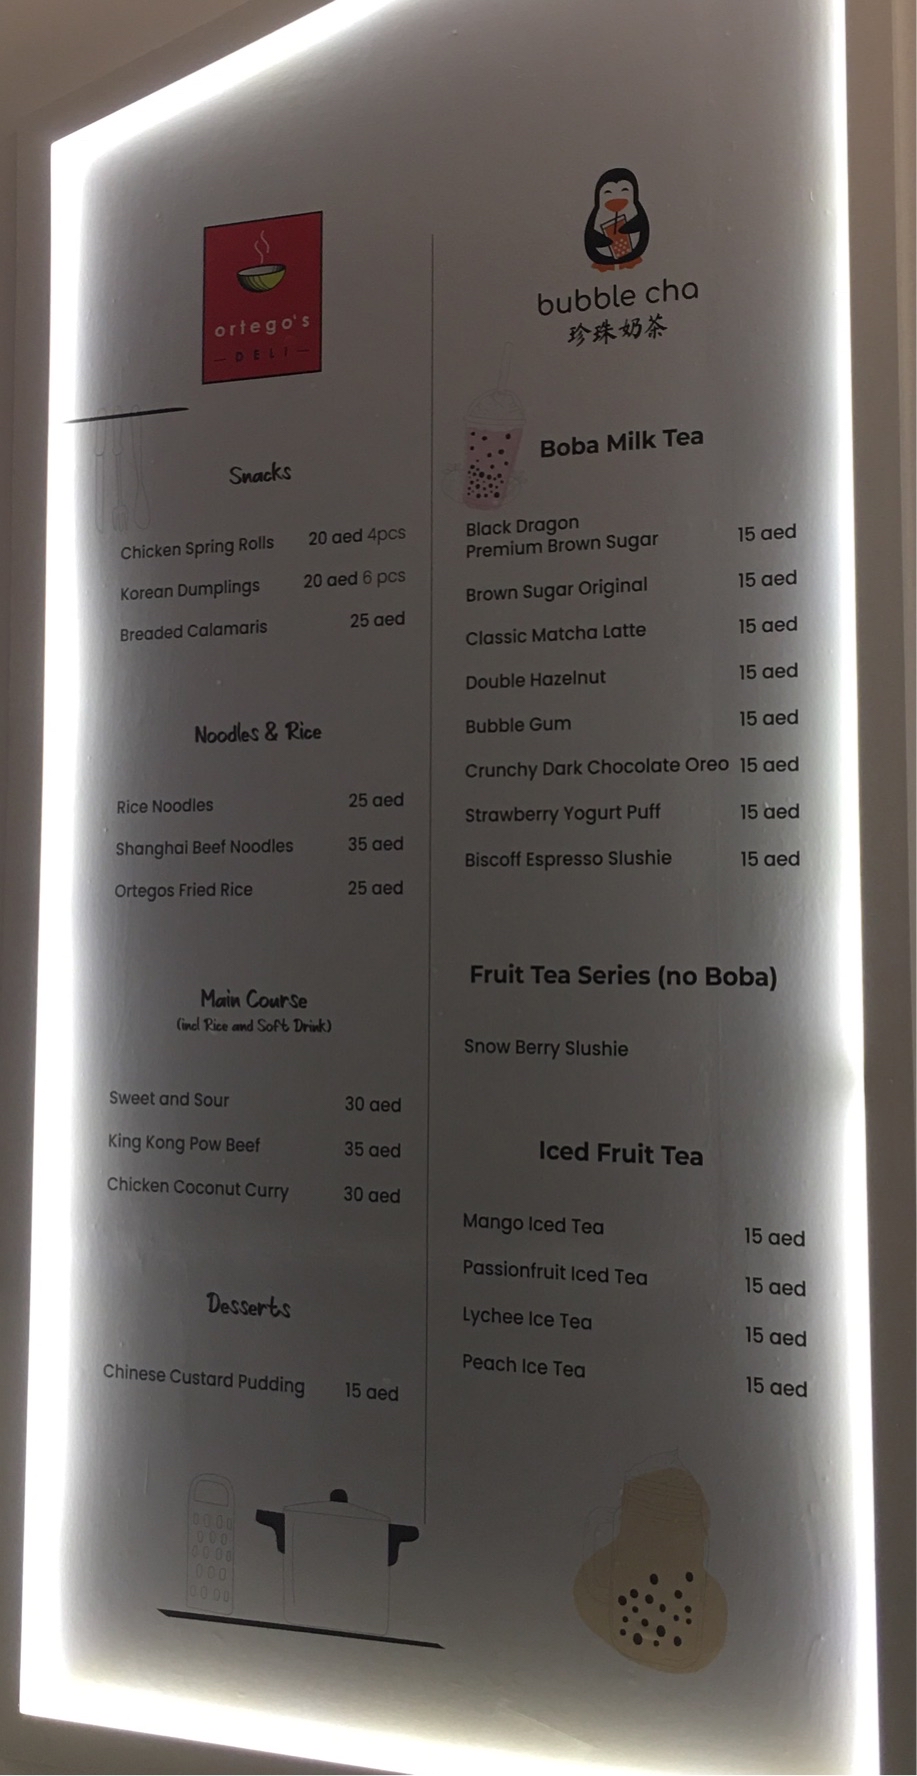 ortego's
— DELI —
Snacks
Chicken Spring Rolls 20 aed 4pcs
Korean Dumplings 20 aed 6 pcs
Breaded Calamaris 25 aed
Noodles & Rice
Rice Noodles 25 aed
Shanghai Beef Noodles 35 aed
Ortegos Fried Rice 25 aed
Main Course
(incl Rice and Soft Drink)
Sweet and Sour 30 aed
King Kong Pow Beef 35 aed
Chicken Coconut Curry 30 aed
Desserts
Chinese Custard Pudding 15 aed
bubble cha
珍珠奶茶
Boba Milk Tea
Black Dragon
Premium Brown Sugar 15 aed
Brown Sugar Original 15 aed
Classic Matcha Latte 15 aed
Double Hazelnut 15 aed
Bubble Gum 15 aed
Crunchy Dark Chocolate Oreo 15 aed
Strawberry Yogurt Puff 15 aed
Biscoff Espresso Slushie 15 aed
Fruit Tea Series (no Boba)
Snow Berry Slushie
Iced Fruit Tea
Mango Iced Tea 15 aed
Passionfruit Iced Tea 15 aed
Lychee Ice Tea 15 aed
Peach Ice Tea 15 aed